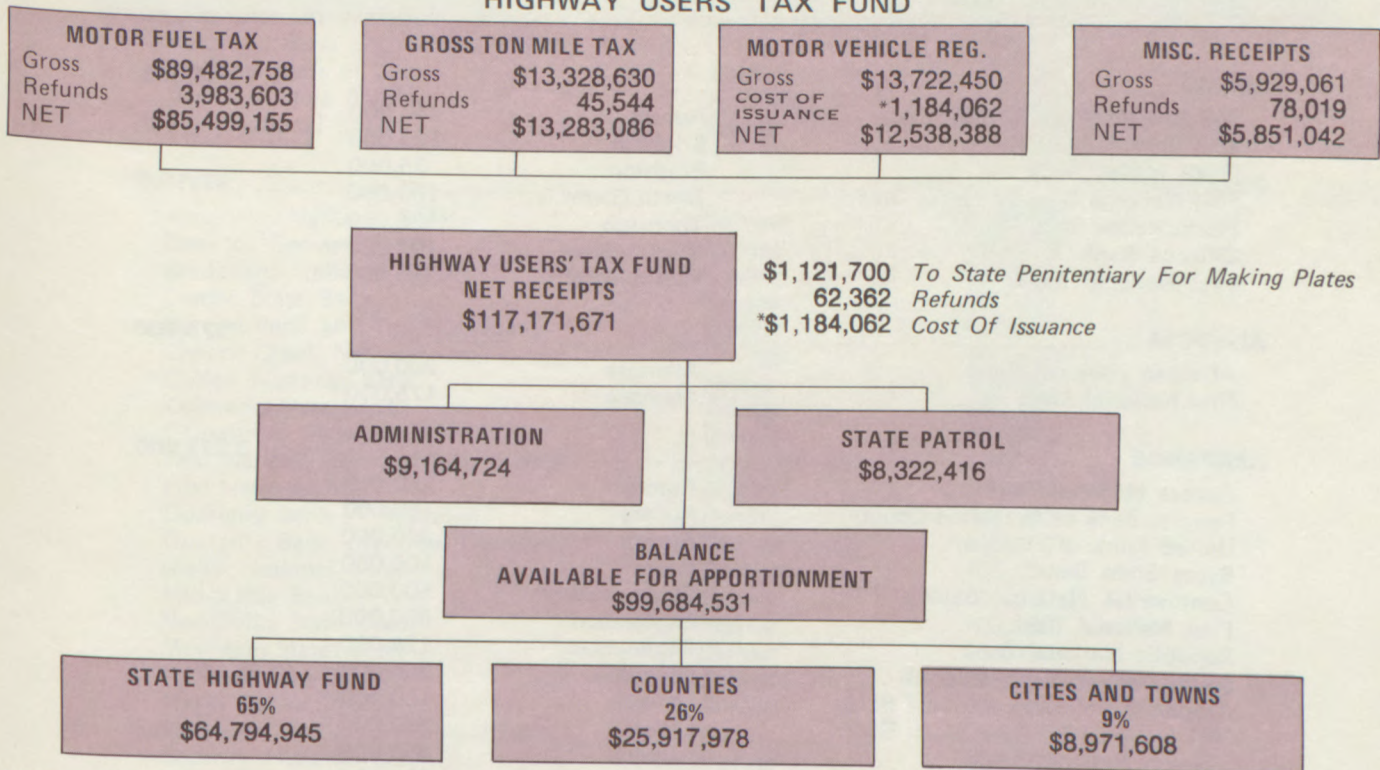 HIGHWAY USERS' TAX FUND
MOTOR FUEL TAX
Gross $89,482,758
Refunds 3,983,603
NET $85,499,155
GROSS TON MILE TAX
Gross $13,328,630
Refunds 45,544
NET $13,283,086
MOTOR VEHICLE REG.
Gross $13,722,450
COST OF
ISSUANCE *1,184,062
NET $12,538,388
MISC. RECEIPTS
Gross $5,929,061
Refunds 78,019
NET $5,851,042
HIGHWAY USERS' TAX FUND
NET RECEIPTS
$117,171,671
$1,121,700 To State Penitentiary For Making Plates
62,362 Refunds
*$1,184,062 Cost Of Issuance
ADMINISTRATION
$9,164,724
STATE PATROL
$8,322,416
BALANCE
AVAILABLE FOR APPORTIONMENT
$99,684,531
STATE HIGHWAY FUND
65%
$64,794,945
COUNTIES
26%
$25,917,978
CITIES AND TOWNS
9%
$8,971,608